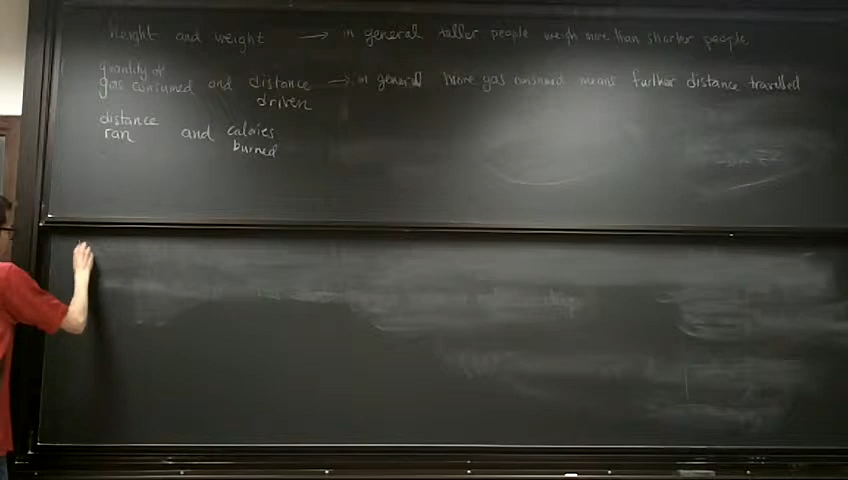 Height and weight → in general taller people weigh more than shorter people
quantity of
gas consumed and distance → in general more gas consumed means further distance travelled
driven
distance
ran and calories
burned